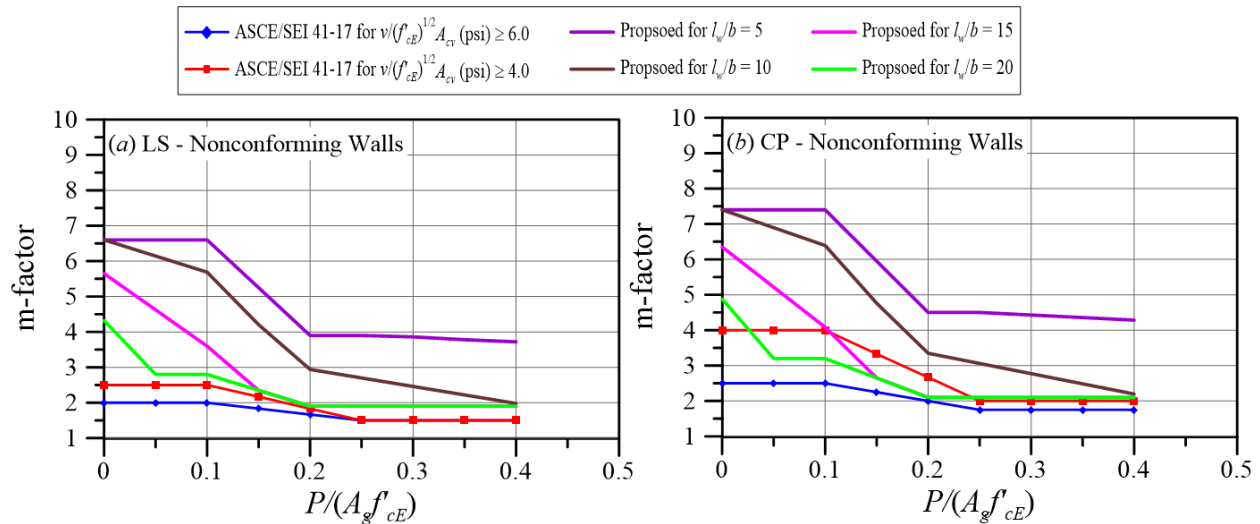 ASCE/SEI 41-17 for v/(f'cE)^1/2 Acv (psi) ≥ 6.0
Propsoed for lw/b = 5
Propsoed for lw/b = 15
ASCE/SEI 41-17 for v/(f'cE)^1/2 Acv (psi) ≥ 4.0
Propsoed for lw/b = 10
Propsoed for lw/b = 20
(a) LS - Nonconforming Walls
10
9
8
7
6
5
4
3
2
1
m-factor
0 0.1 0.2 0.3 0.4 0.5
P/(Agf'cE)
(b) CP - Nonconforming Walls
10
9
8
7
6
5
4
3
2
1
m-factor
0 0.1 0.2 0.3 0.4 0.5
P/(Agf'cE)